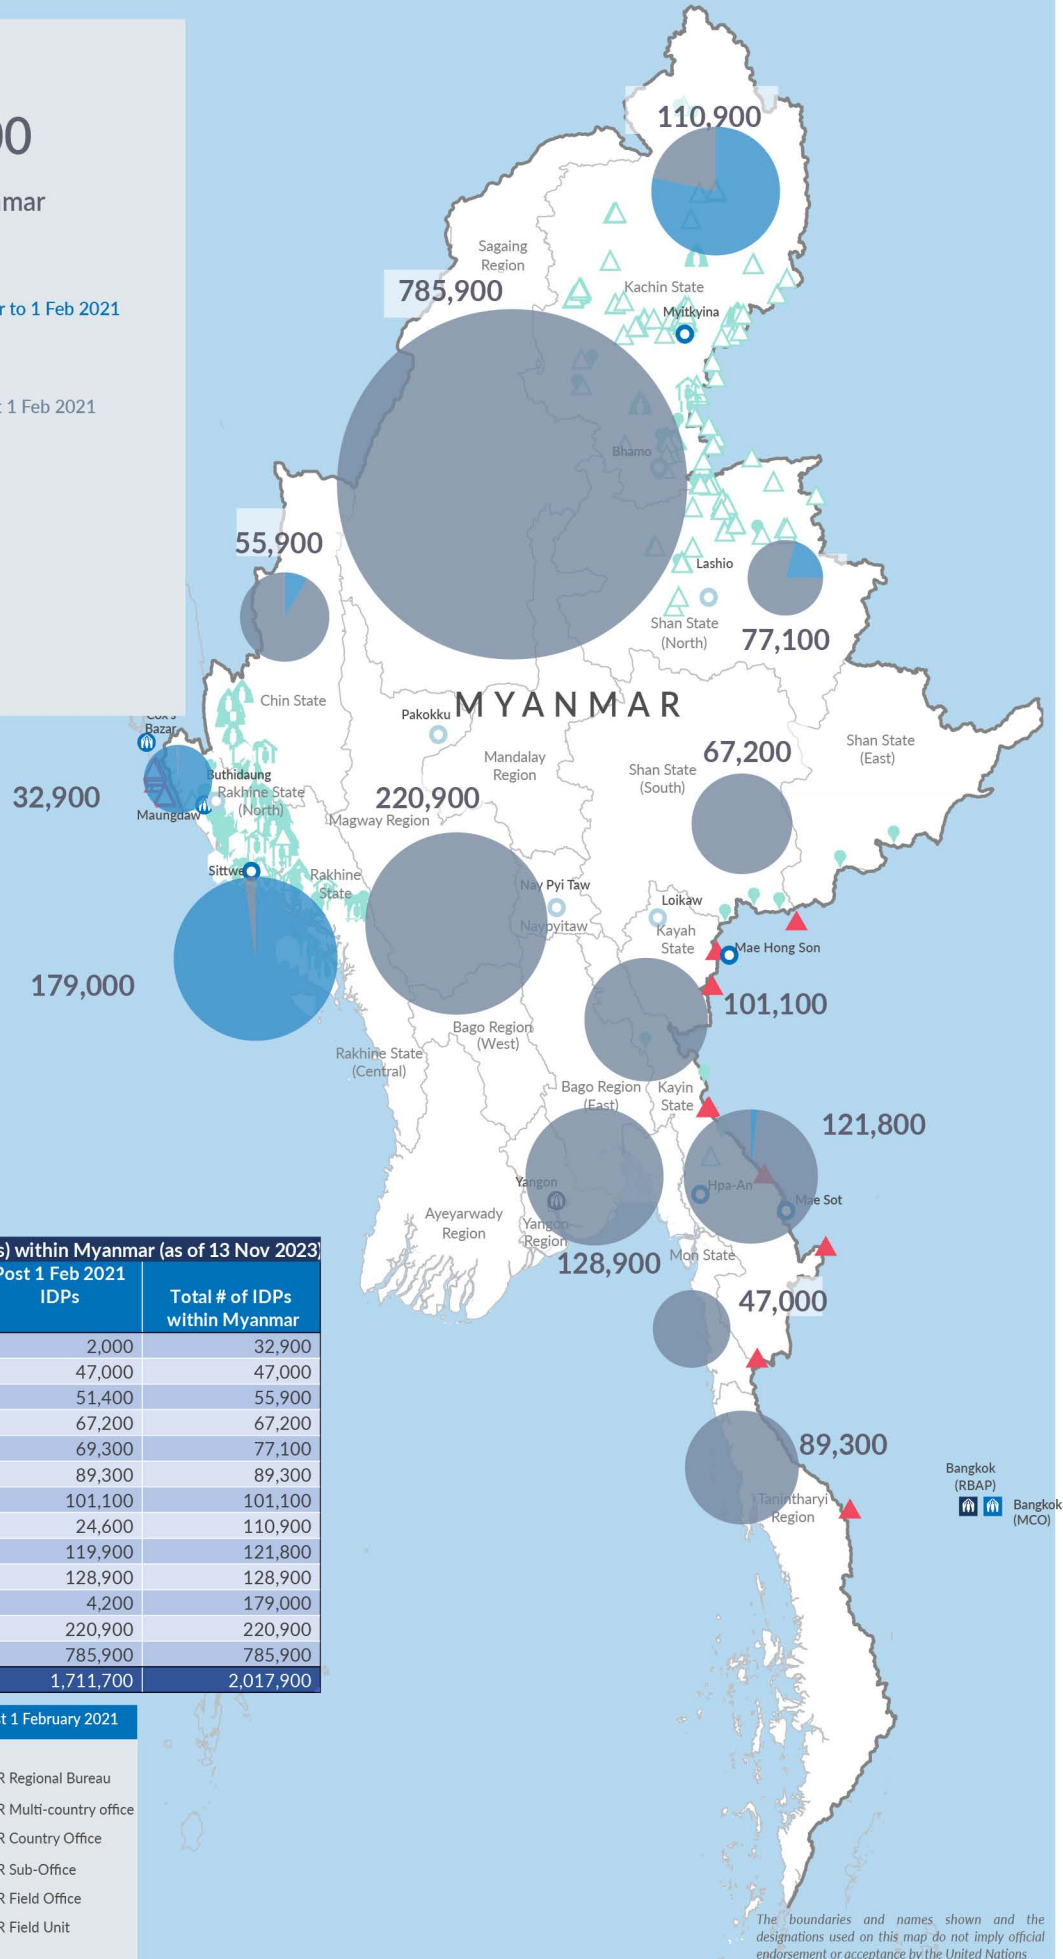 00
mar
r to 1 Feb 2021
1 Feb 2021
110,900
Sagaing
Region
785,900
Kachin State
Myitkyina
Bhamo
55,900
Lashio
Shan State
(North)
77,100
Chin State
MYANMAR
Pakokku
Cox's
Bazar
Mandalay
Region
67,200
Shan State
(East)
Shan State
(South)
Buthidaung
32,900
Rakhine State
(North)
220,900
Maungdaw
Magway Region
Sittwe
Rakhine
State
Nay Pyi Taw
Naypyitaw
Loikaw
Kayah
State
Mae Hong Son
179,000
101,100
Bago Region
(West)
Rakhine State
(Central)
Bago Region
(East)
Kayin
State
121,800
Yangon
Hpa-An
Mae Sot
Ayeyarwady
Region
Yangon
Region
128,900
Mon State
47,000
89,300
Tanintharyi
Region
Bangkok
(RBAP)
Bangkok
(MCO)
s) within Myanmar (as of 13 Nov 2023)
Post 1 Feb 2021
IDPs
Total # of IDPs
within Myanmar
2,000 32,900
47,000 47,000
51,400 55,900
67,200 67,200
69,300 77,100
89,300 89,300
101,100 101,100
24,600 110,900
119,900 121,800
128,900 128,900
4,200 179,000
220,900 220,900
785,900 785,900
1,711,700 2,017,900
st 1 February 2021
R Regional Bureau
R Multi-country office
R Country Office
R Sub-Office
R Field Office
R Field Unit
The boundaries and names shown and the
designations used on this map do not imply official
endorsement or acceptance by the United Nations